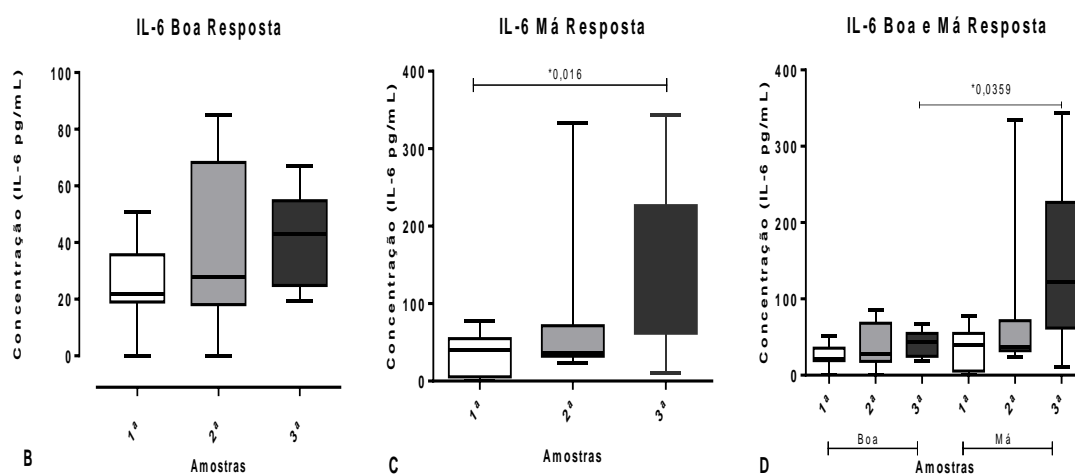 IL-6 Boa Resposta
Concentração (IL-6 pg/mL)
100
80
60
40
20
0
1ª
2ª
3ª
B
Amostras
IL-6 Má Resposta
Concentração (IL-6 pg/mL)
400
300
200
100
0
*0,016
1ª
2ª
3ª
C
Amostras
IL-6 Boa e Má Resposta
Concentração (IL-6 pg/mL)
400
300
200
100
0
*0,0359
1ª
2ª
3ª
1ª
2ª
3ª
Boa
Má
D
Amostras